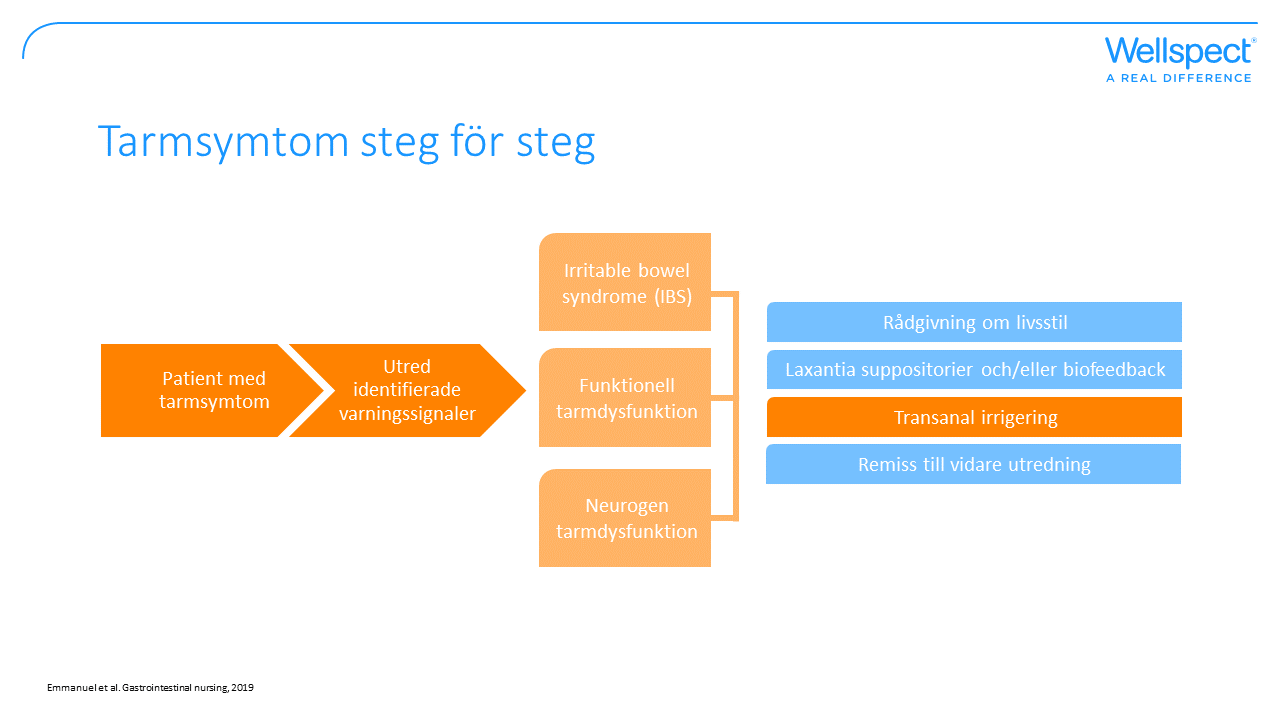 Wellspect®
A REAL DIFFERENCE
Tarmsymtom steg för steg
Patient med
tarmsymtom
Utred
identifierade
varningssignaler
Irritable bowel
syndrome (IBS)
Funktionell
tarmdysfunktion
Neurogen
tarmdysfunktion
Rådgivning om livsstil
Laxantia suppositorier och/eller biofeedback
Transanal irrigering
Remiss till vidare utredning
Emmanuel et al. Gastrointestinal nursing, 2019